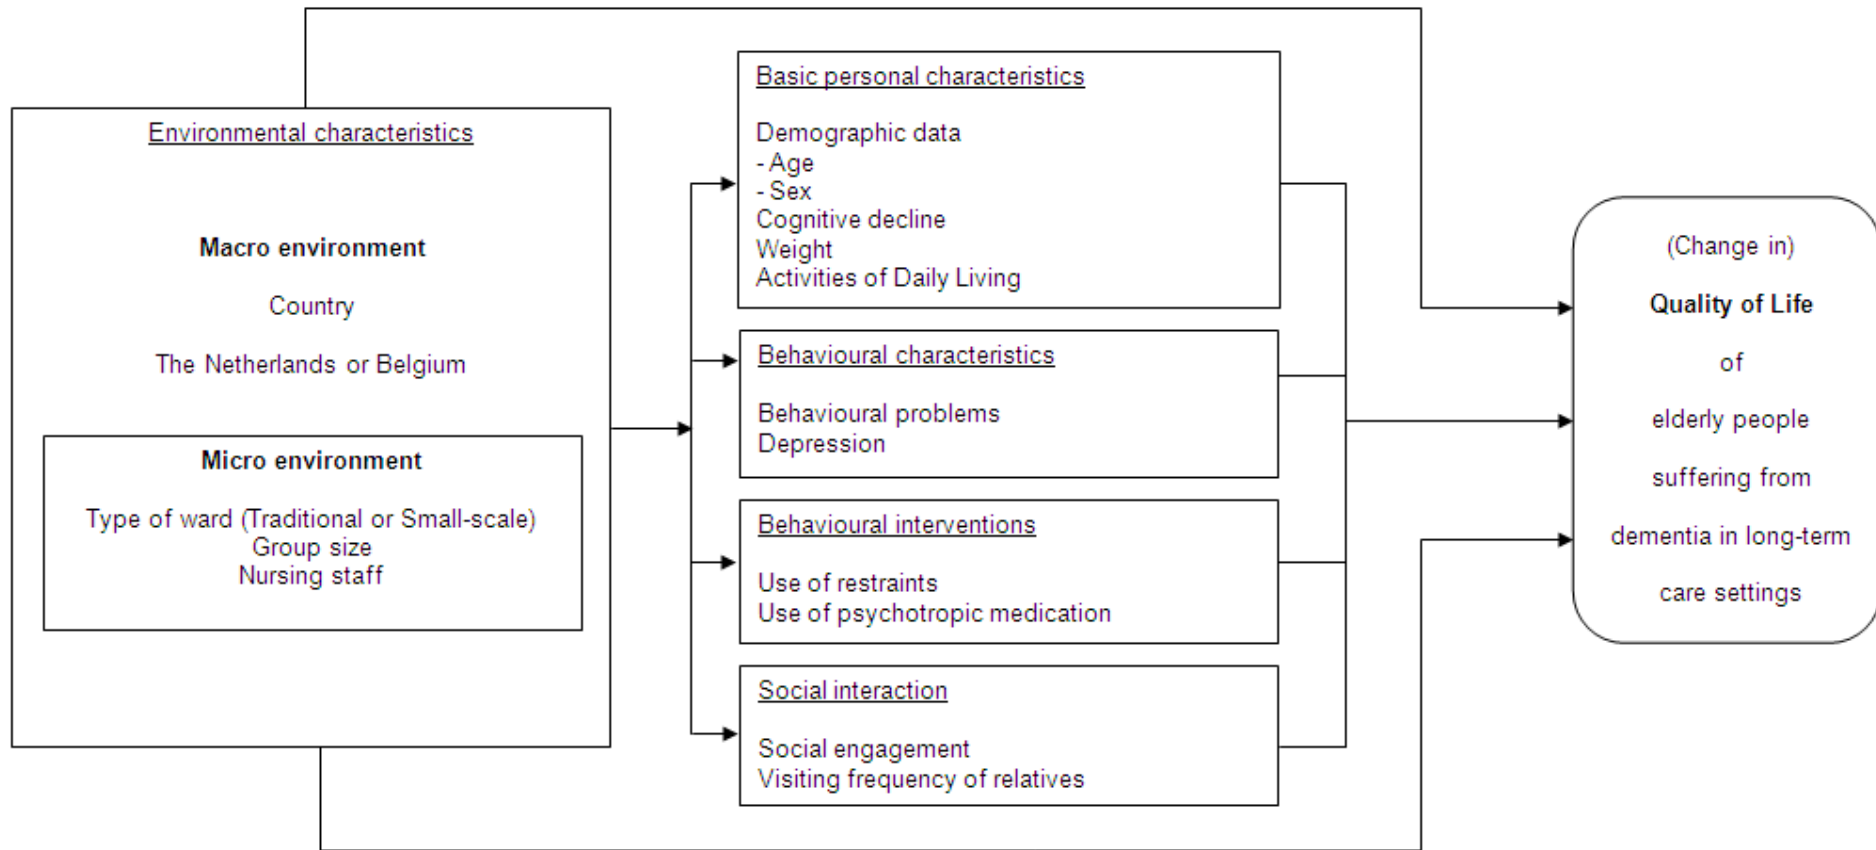 Environmental characteristics
Macro environment
Country
The Netherlands or Belgium
Micro environment
Type of ward (Traditional or Small-scale)
Group size
Nursing staff
Basic personal characteristics
Demographic data
- Age
- Sex
Cognitive decline
Weight
Activities of Daily Living
Behavioural characteristics
Behavioural problems
Depression
Behavioural interventions
Use of restraints
Use of psychotropic medication
Social interaction
Social engagement
Visiting frequency of relatives
(Change in)
Quality of Life
of
elderly people
suffering from
dementia in long-term
care settings